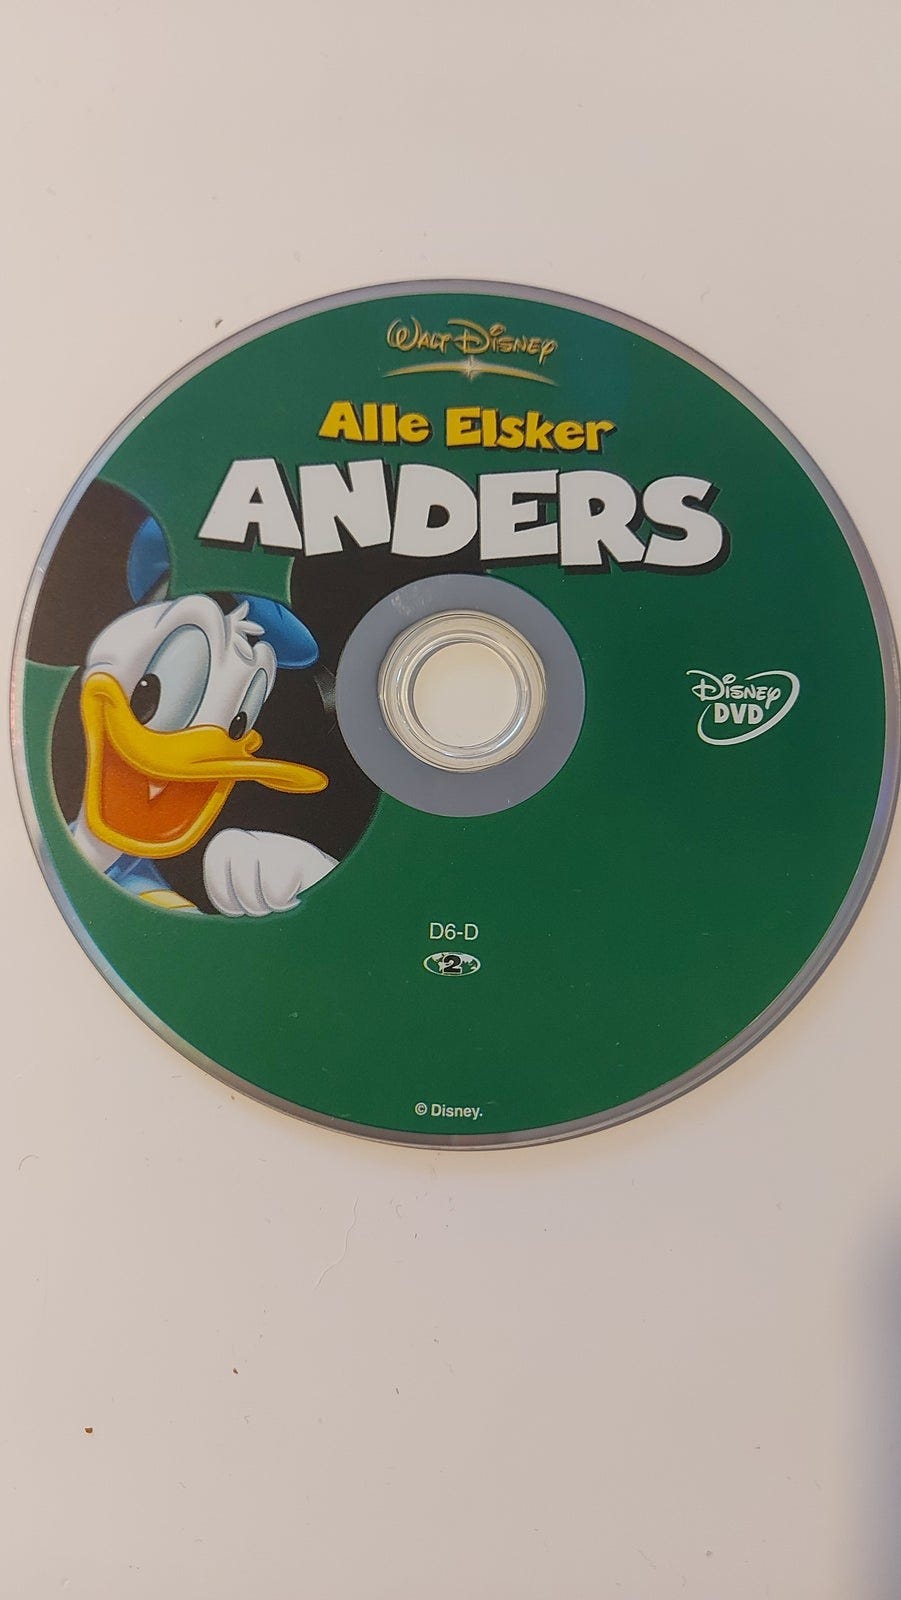 Walt Disney
Alle Elsker
ANDERS
Disney
DVD
D6-D
2
© Disney.